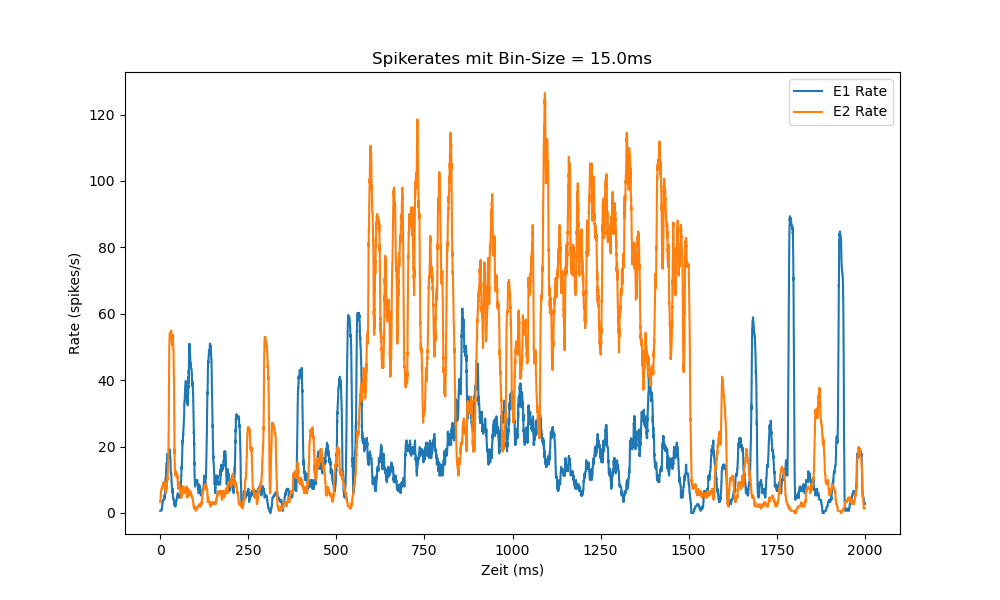 Spikerates mit Bin-Size = 15.0ms
E1 Rate
E2 Rate
Rate (spikes/s)
120
100
80
60
40
20
0
0 250 500 750 1000 1250 1500 1750 2000
Zeit (ms)